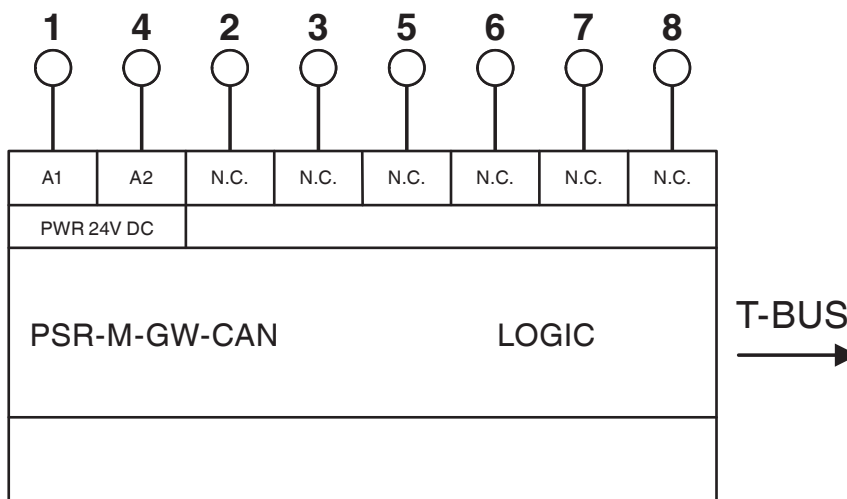 1 4 2 3 5 6 7 8
A1 A2 N.C. N.C. N.C. N.C. N.C. N.C.
PWR 24V DC
T-BUS
PSR-M-GW-CAN LOGIC